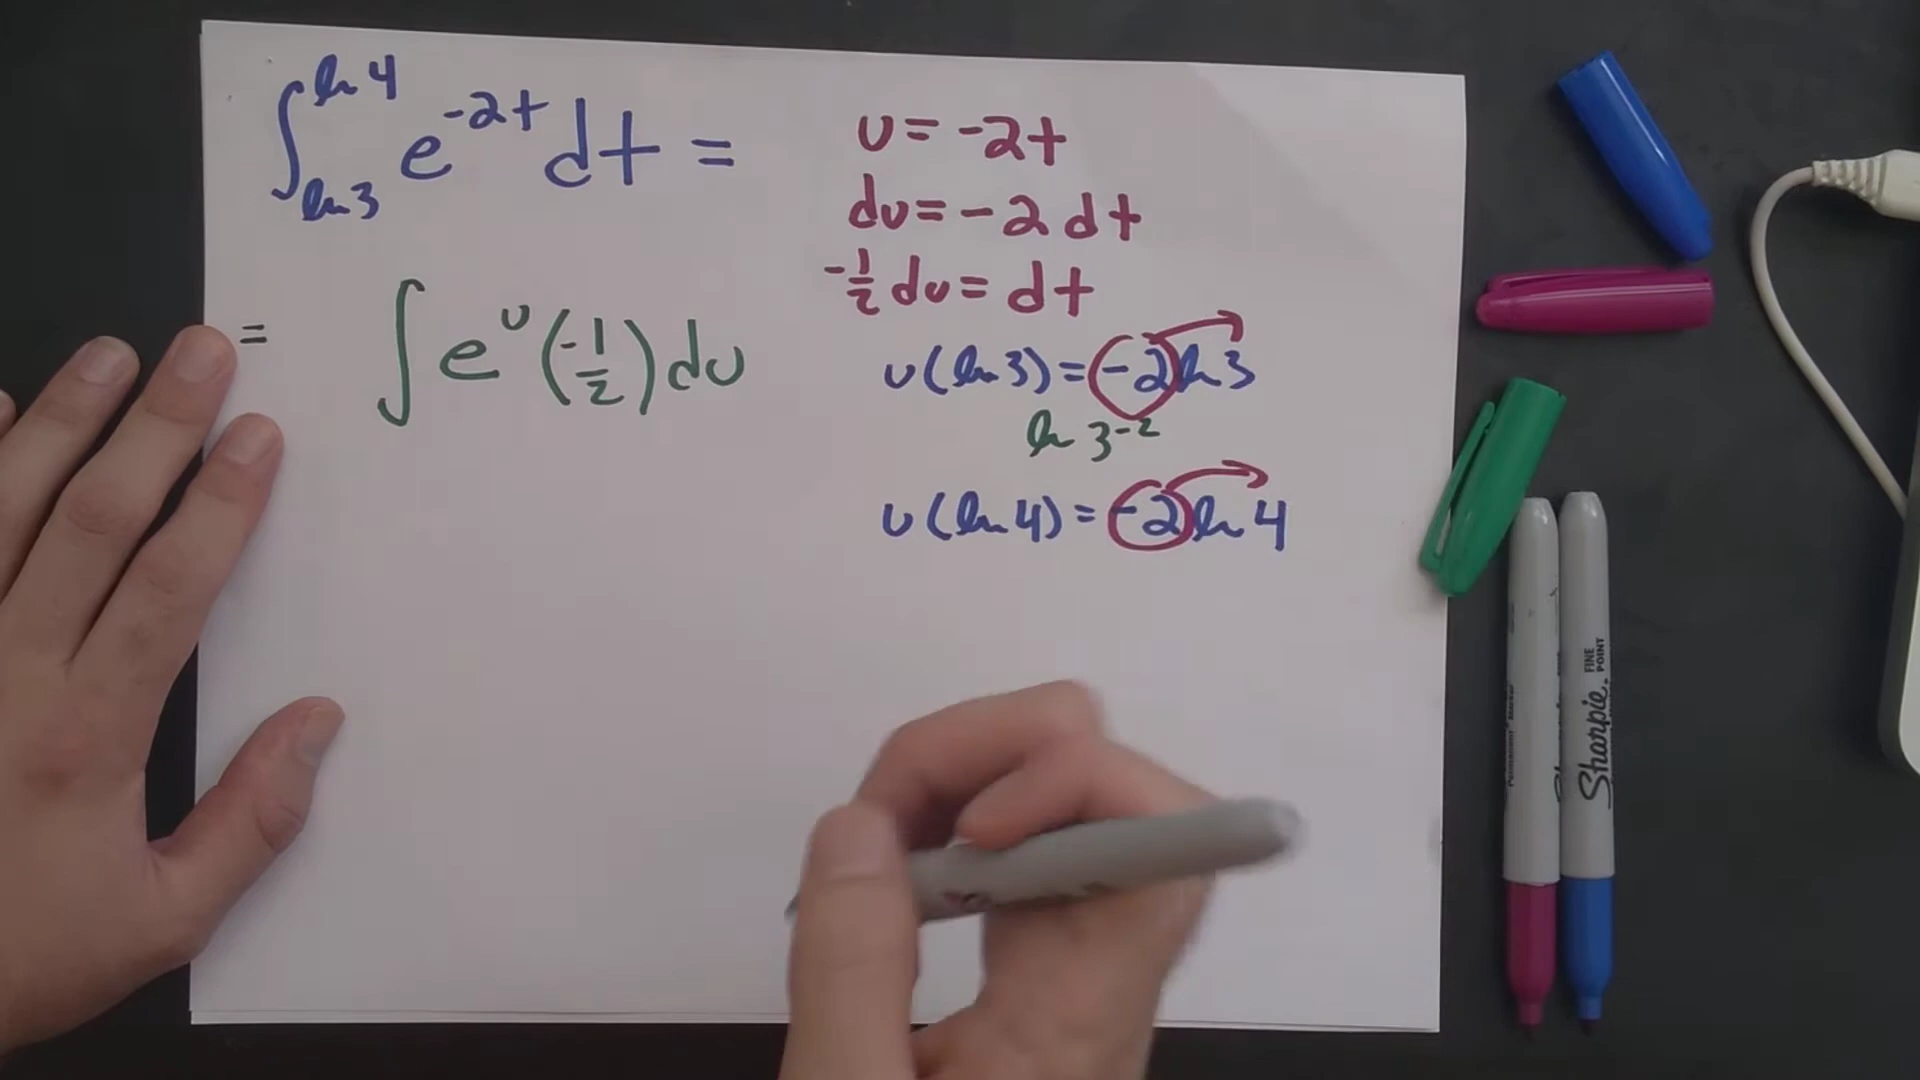 ∫_{ln 3}^{ln 4} e^{-2t} dt =
= ∫ e^u (-1/2) du
u = -2t
du = -2 dt
-1/2 du = dt
u(ln 3) = -2 ln 3
ln 3^{-2}
u(ln 4) = -2 ln 4
Sharpie.
FINE POINT